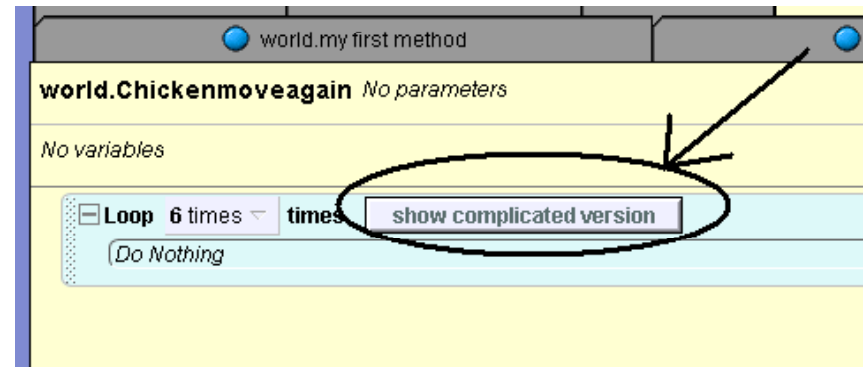 world.my first method
world.Chickenmoveagain No parameters
No variables
Loop 6 times times show complicated version
Do Nothing